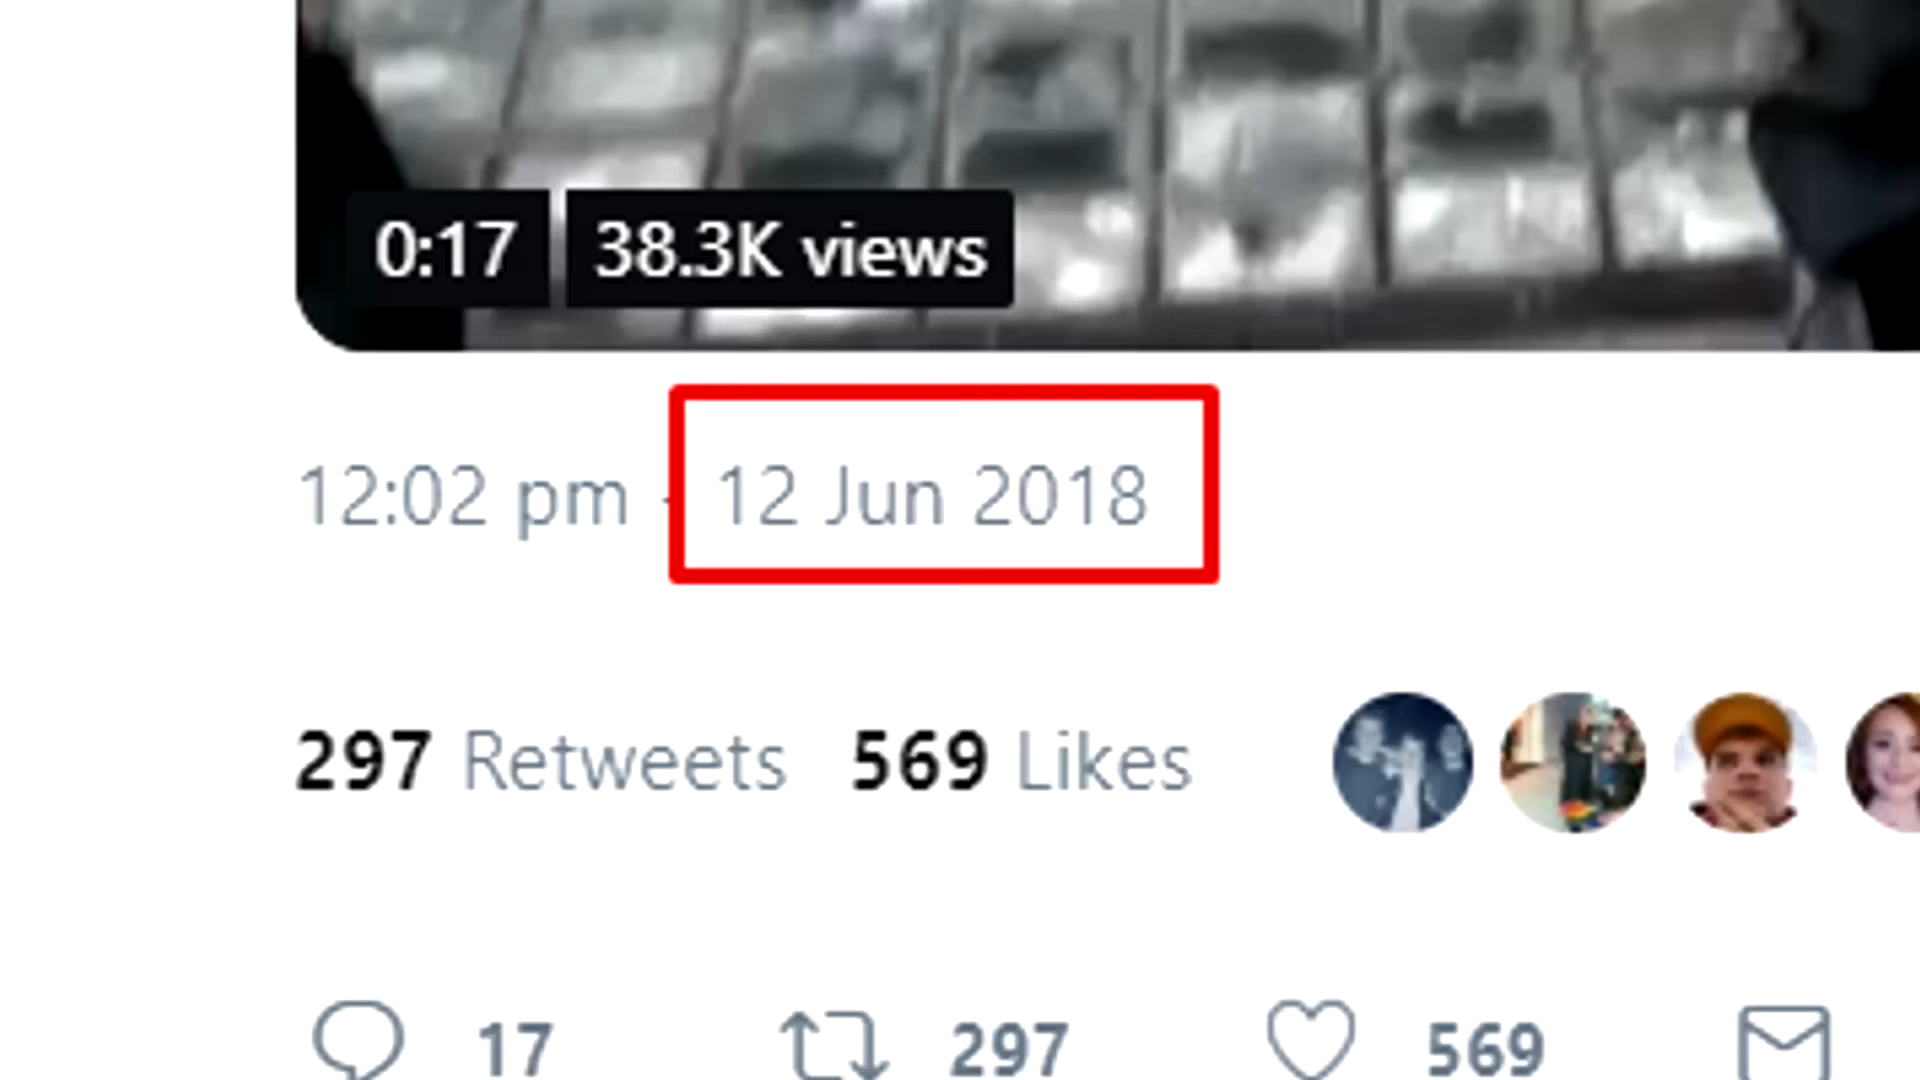 0:17 38.3K views
12:02 pm · 12 Jun 2018
297 Retweets 569 Likes
17 297 569